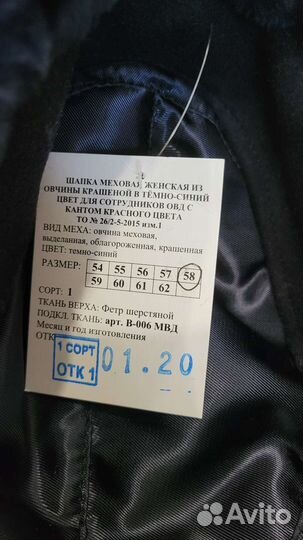 ШАПКА МЕХОВАЯ ЖЕНСКАЯ ИЗ
ОВЧИНЫ КРАШЕНОЙ В ТЁМНО-СИНИЙ
ЦВЕТ ДЛЯ СОТРУДНИКОВ ОВД С
КАНТОМ КРАСНОГО ЦВЕТА
ТО № 26/2-5-2015 изм.1
ВИД МЕХА: овчина меховая,
выделанная, облагороженная, крашенная
ЦВЕТ: темно-синий
РАЗМЕР: 54 55 56 57 58
59 60 61 62
СОРТ: 1
ТКАНЬ ВЕРХА: Фетр шерстяной
ПОДКЛ. ТКАНЬ: арт. В-006 МВД
Месяц и год изготовления
ОТК
1 СОРТ
ОТК 1
01.20
Avito